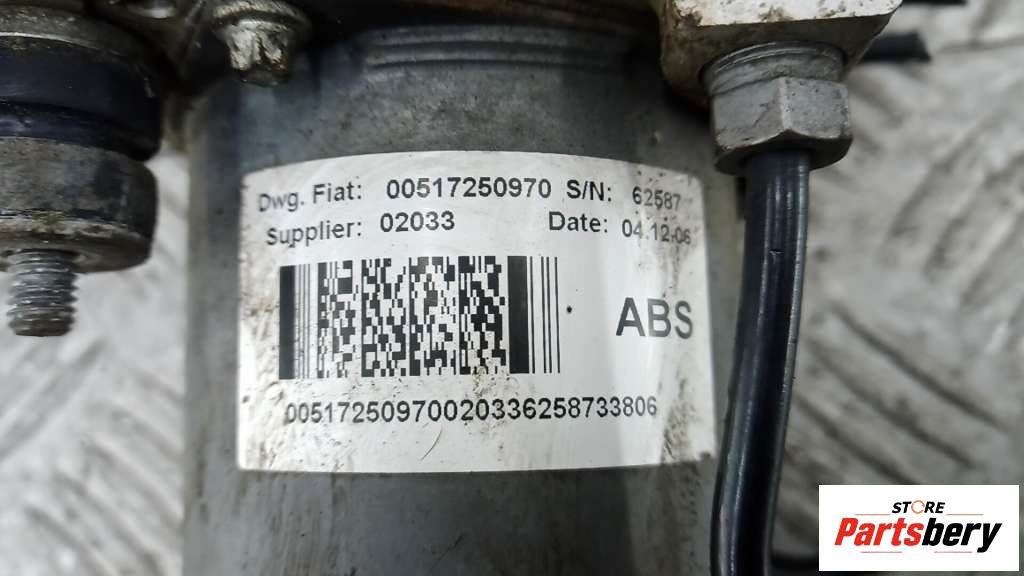 Dwg. Fiat: 00517250970 S/N: 62587
Supplier: 02033 Date: 04.12.06
ABS
00517250970020336258733806
STORE
Partsbery